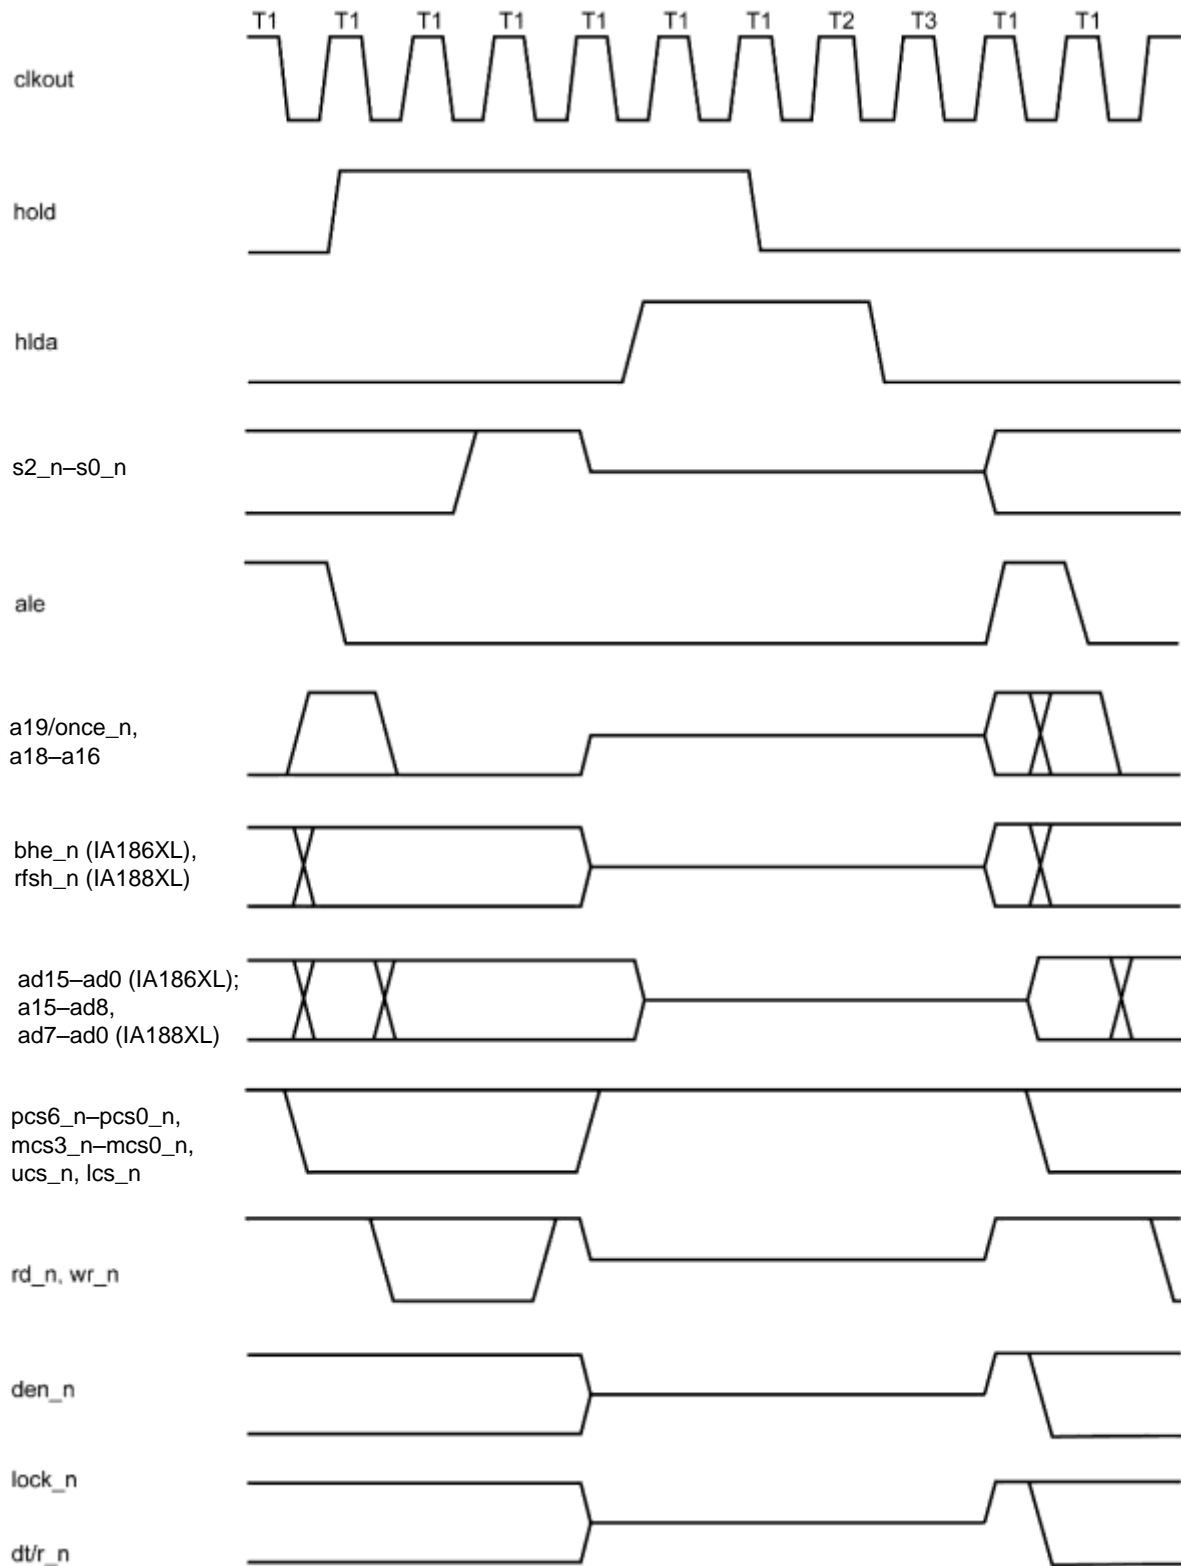 T1 T1 T1 T1 T1 T1 T1 T2 T3 T1 T1
clkout
hold
hlda
s2_n–s0_n
ale
a19/once_n,
a18–a16
bhe_n (IA186XL),
rfsh_n (IA188XL)
ad15–ad0 (IA186XL);
a15–ad8,
ad7–ad0 (IA188XL)
pcs6_n–pcs0_n,
mcs3_n–mcs0_n,
ucs_n, lcs_n
rd_n, wr_n
den_n
lock_n
dt/r_n